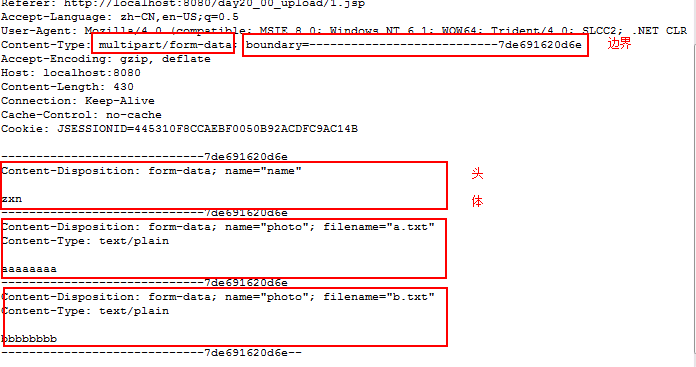 Referer: http://localhost:8080/day20_00_upload/1.jsp
Accept-Language: zh-CN,en-US;q=0.5
User-Agent: Mozilla/4.0 (compatible; MSIE 8.0; Windows NT 6.1; WOW64; Trident/4.0; SLCC2; .NET CLR
Content-Type: multipart/form-data; boundary=---------------------------7de691620d6e 边界
Accept-Encoding: gzip, deflate
Host: localhost:8080
Content-Length: 430
Connection: Keep-Alive
Cache-Control: no-cache
Cookie: JSESSIONID=445310F8CCAEBF0050B92ACDFC9AC14B
-----------------------------7de691620d6e
Content-Disposition: form-data; name="name" 头
zxn 体
-----------------------------7de691620d6e
Content-Disposition: form-data; name="photo"; filename="a.txt"
Content-Type: text/plain
aaaaaaaa
-----------------------------7de691620d6e
Content-Disposition: form-data; name="photo"; filename="b.txt"
Content-Type: text/plain
bbbbbbbb
-----------------------------7de691620d6e--